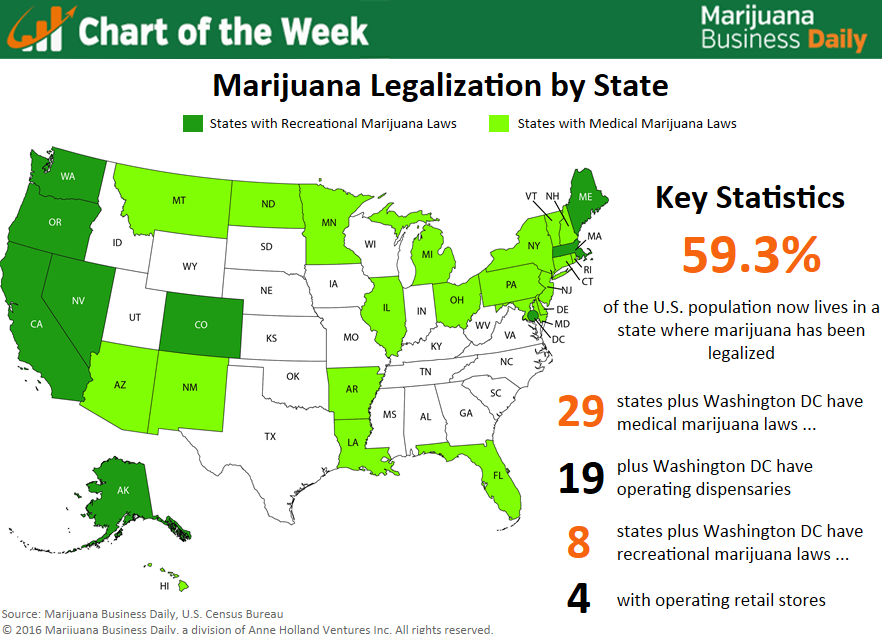 Chart of the Week
Marijuana
Business Daily
Marijuana Legalization by State
States with Recreational Marijuana Laws
States with Medical Marijuana Laws
WA
OR
CA
NV
ID
MT
WY
UT
CO
AZ
NM
ND
SD
NE
KS
OK
TX
MN
IA
MO
AR
LA
WI
IL
MI
IN
OH
KY
TN
MS
AL
GA
FL
SC
NC
VA
WV
PA
NY
VT
NH
ME
MA
RI
CT
NJ
DE
MD
DC
AK
HI
Key Statistics
59.3%
of the U.S. population now lives in a
state where marijuana has been
legalized
29
states plus Washington DC have
medical marijuana laws ...
19
plus Washington DC have
operating dispensaries
8
states plus Washington DC have
recreational marijuana laws ...
4
with operating retail stores
Source: Marijuana Business Daily, U.S. Census Bureau
© 2016 Marijuana Business Daily, a division of Anne Holland Ventures Inc. All rights reserved.